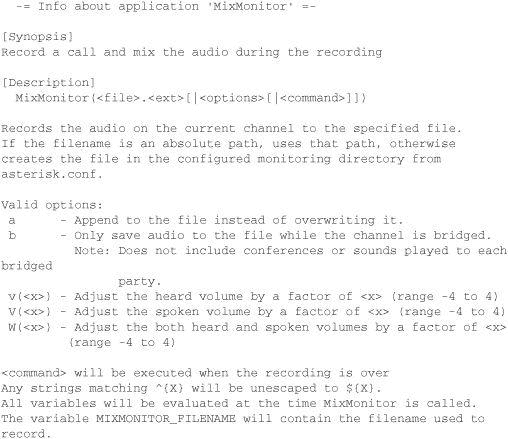 -= Info about application 'MixMonitor' =-
[Synopsis]
Record a call and mix the audio during the recording
[Description]
MixMonitor(<file>.<ext>[|<options>[|<command>]])
Records the audio on the current channel to the specified file.
If the filename is an absolute path, uses that path, otherwise
creates the file in the configured monitoring directory from
asterisk.conf.
Valid options:
a - Append to the file instead of overwriting it.
b - Only save audio to the file while the channel is bridged.
Note: Does not include conferences or sounds played to each
bridged
party.
v(<x>) - Adjust the heard volume by a factor of <x> (range -4 to 4)
V(<x>) - Adjust the spoken volume by a factor of <x> (range -4 to 4)
W(<x>) - Adjust the both heard and spoken volumes by a factor of <x>
(range -4 to 4)
<command> will be executed when the recording is over
Any strings matching ^{X} will be unescaped to ${X}.
All variables will be evaluated at the time MixMonitor is called.
The variable MIXMONITOR_FILENAME will contain the filename used to
record.